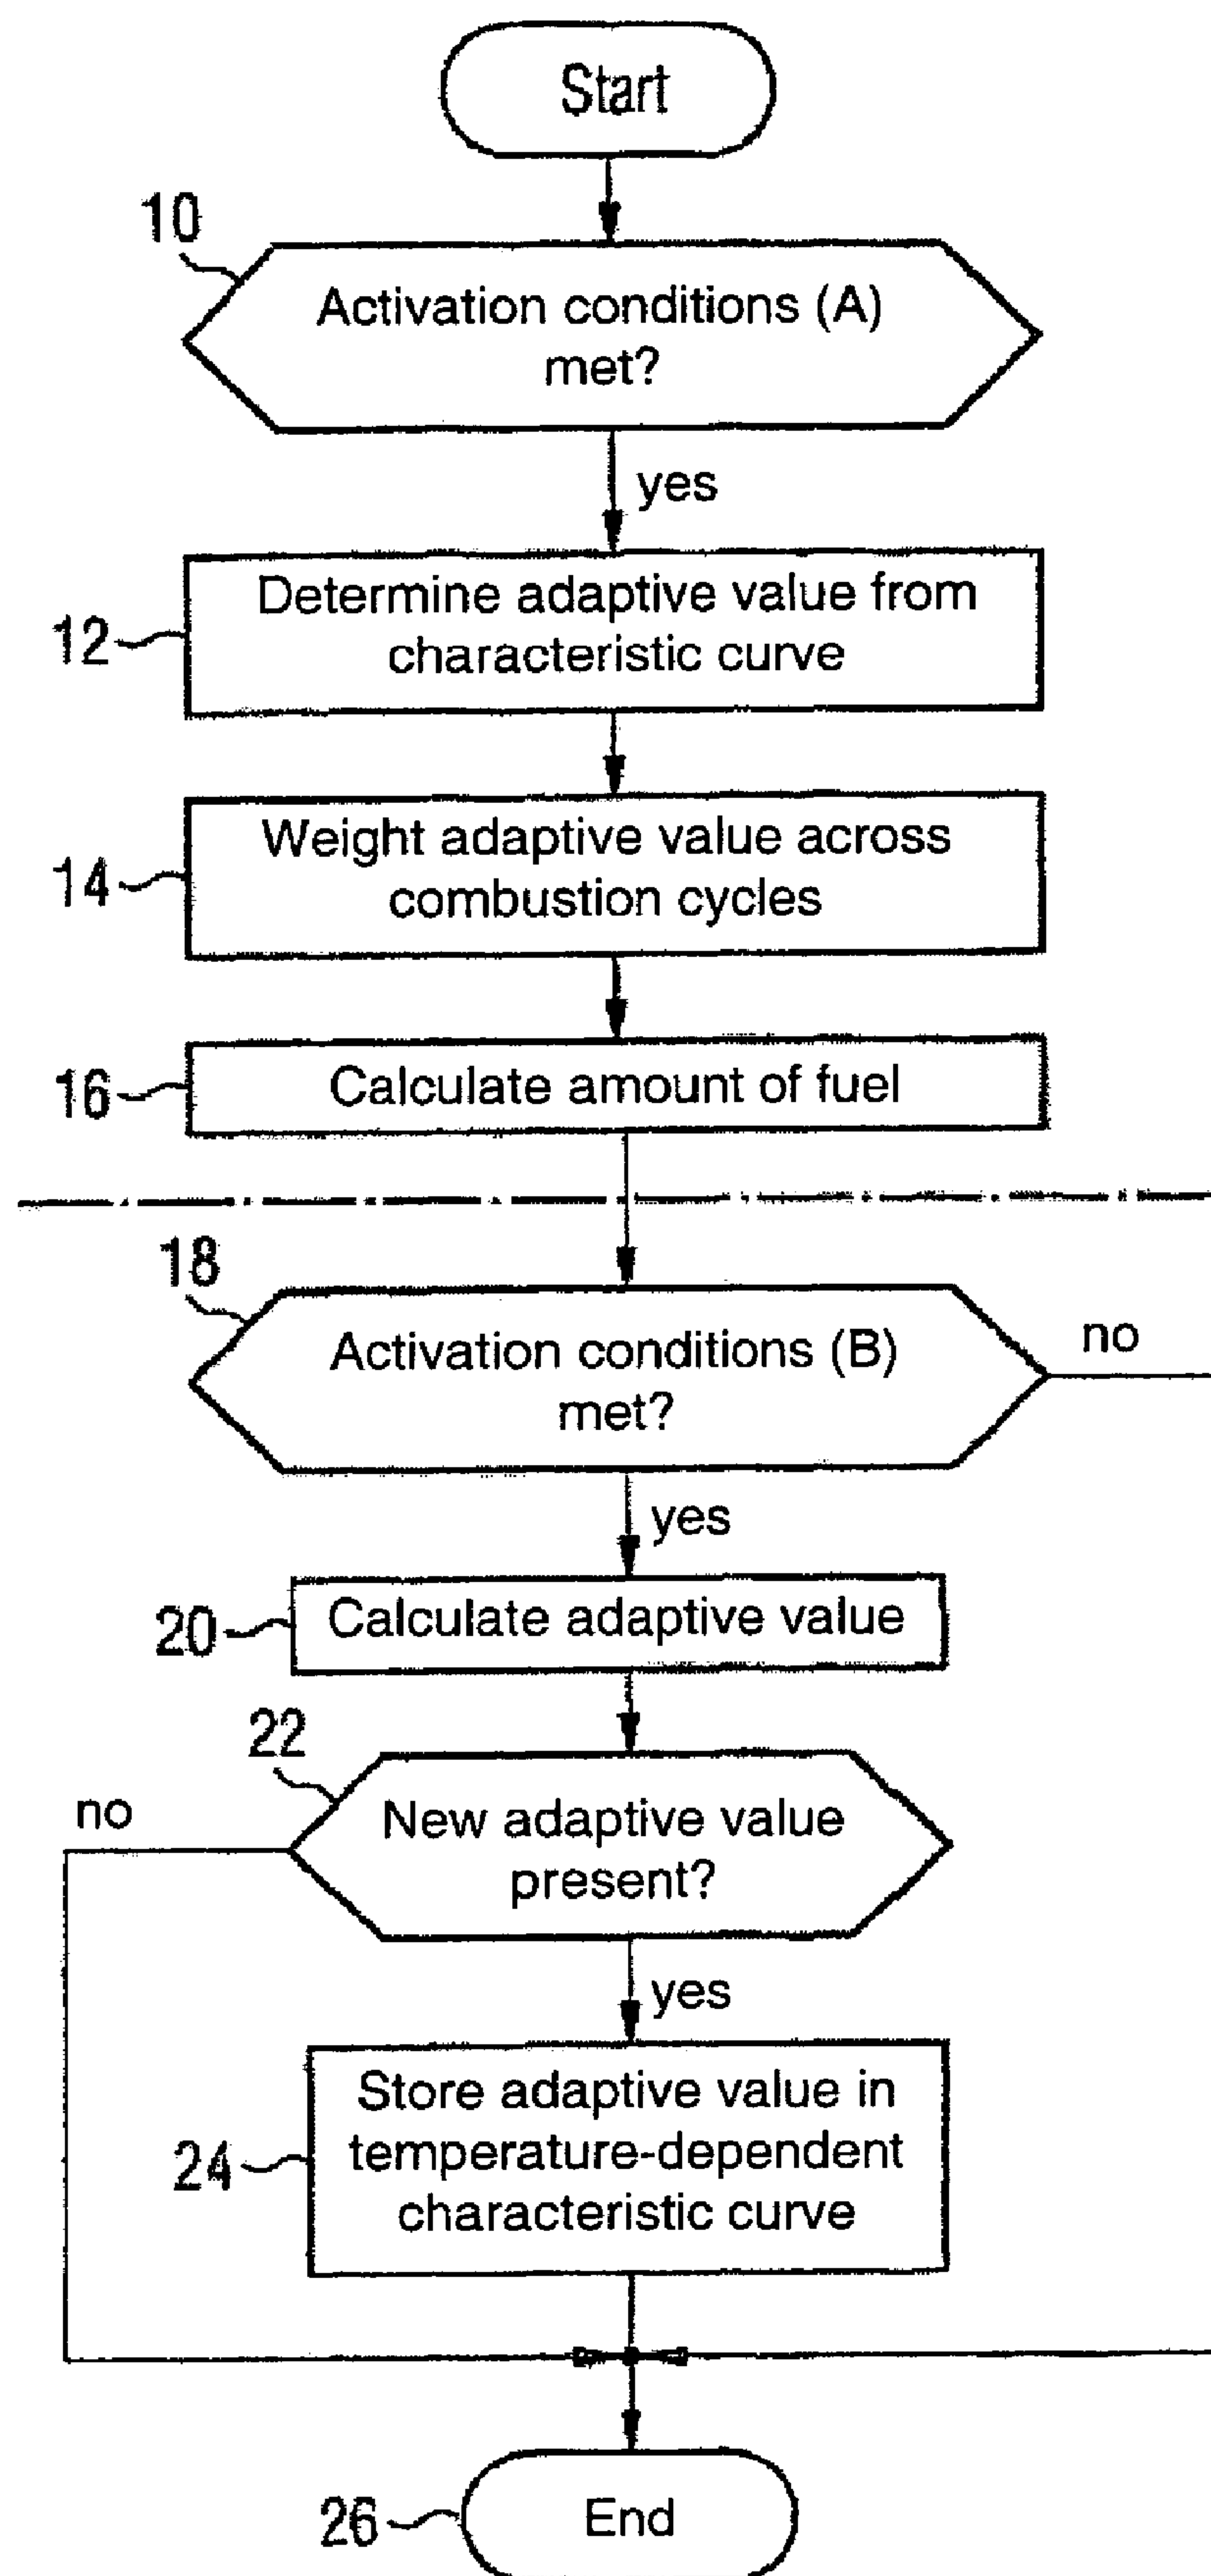 Start
10
Activation conditions (A)
met?
yes
Determine adaptive value from
characteristic curve
12
Weight adaptive value across
combustion cycles
14
Calculate amount of fuel
16
18
Activation conditions (B)
met?
no
yes
Calculate adaptive value
20
22
no
New adaptive value
present?
yes
Store adaptive value in
temperature-dependent
characteristic curve
24
End
26